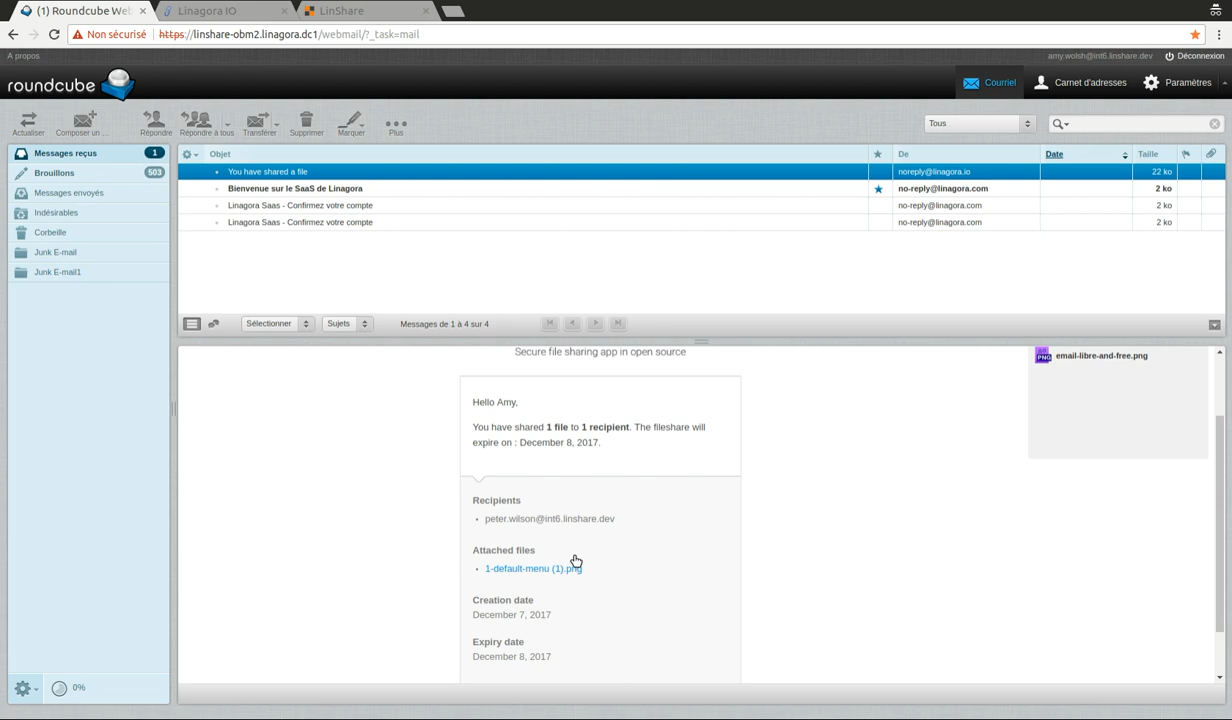 (1) Roundcube Web
Linagora IO
LinShare
Non sécurisé
https://linshare-obm2.linagora.dc1/webmail/?_task=mail
A propos
amy.wolsh@int6.linshare.dev
Déconnexion
roundcube
Courriel
Carnet d'adresses
Paramètres
Actualiser
Composer un ...
Répondre
Répondre à tous
Transférer
Supprimer
Marquer
Plus
Tous
Messages reçus 1
Brouillons 503
Messages envoyés
Indésirables
Corbeille
Junk E-mail
Junk E-mail1
Objet De Date Taille
You have shared a file noreply@linagora.io 22 ko
Bienvenue sur le SaaS de Linagora no-reply@linagora.com 2 ko
Linagora Saas - Confirmez votre compte no-reply@linagora.com 2 ko
Linagora Saas - Confirmez votre compte no-reply@linagora.com 2 ko
Sélectionner
Sujets
Messages de 1 à 4 sur 4
Secure file sharing app in open source
PNG
email-libre-and-free.png
Hello Amy,
You have shared 1 file to 1 recipient. The fileshare will
expire on : December 8, 2017.
Recipients
• peter.wilson@int6.linshare.dev
Attached files
• 1-default-menu (1).png
Creation date
December 7, 2017
Expiry date
December 8, 2017
0%